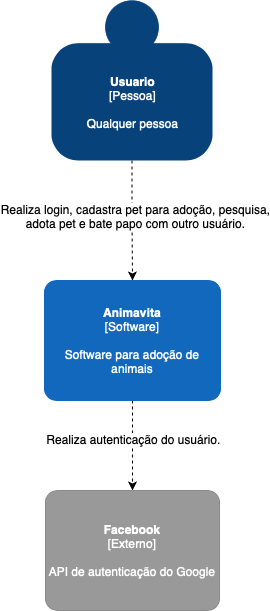 Usuario
[Pessoa]
Qualquer pessoa
Realiza login, cadastra pet para adoção, pesquisa,
adota pet e bate papo com outro usuário.
Animavita
[Software]
Software para adoção de
animais
Realiza autenticação do usuário.
Facebook
[Externo]
API de autenticação do Google